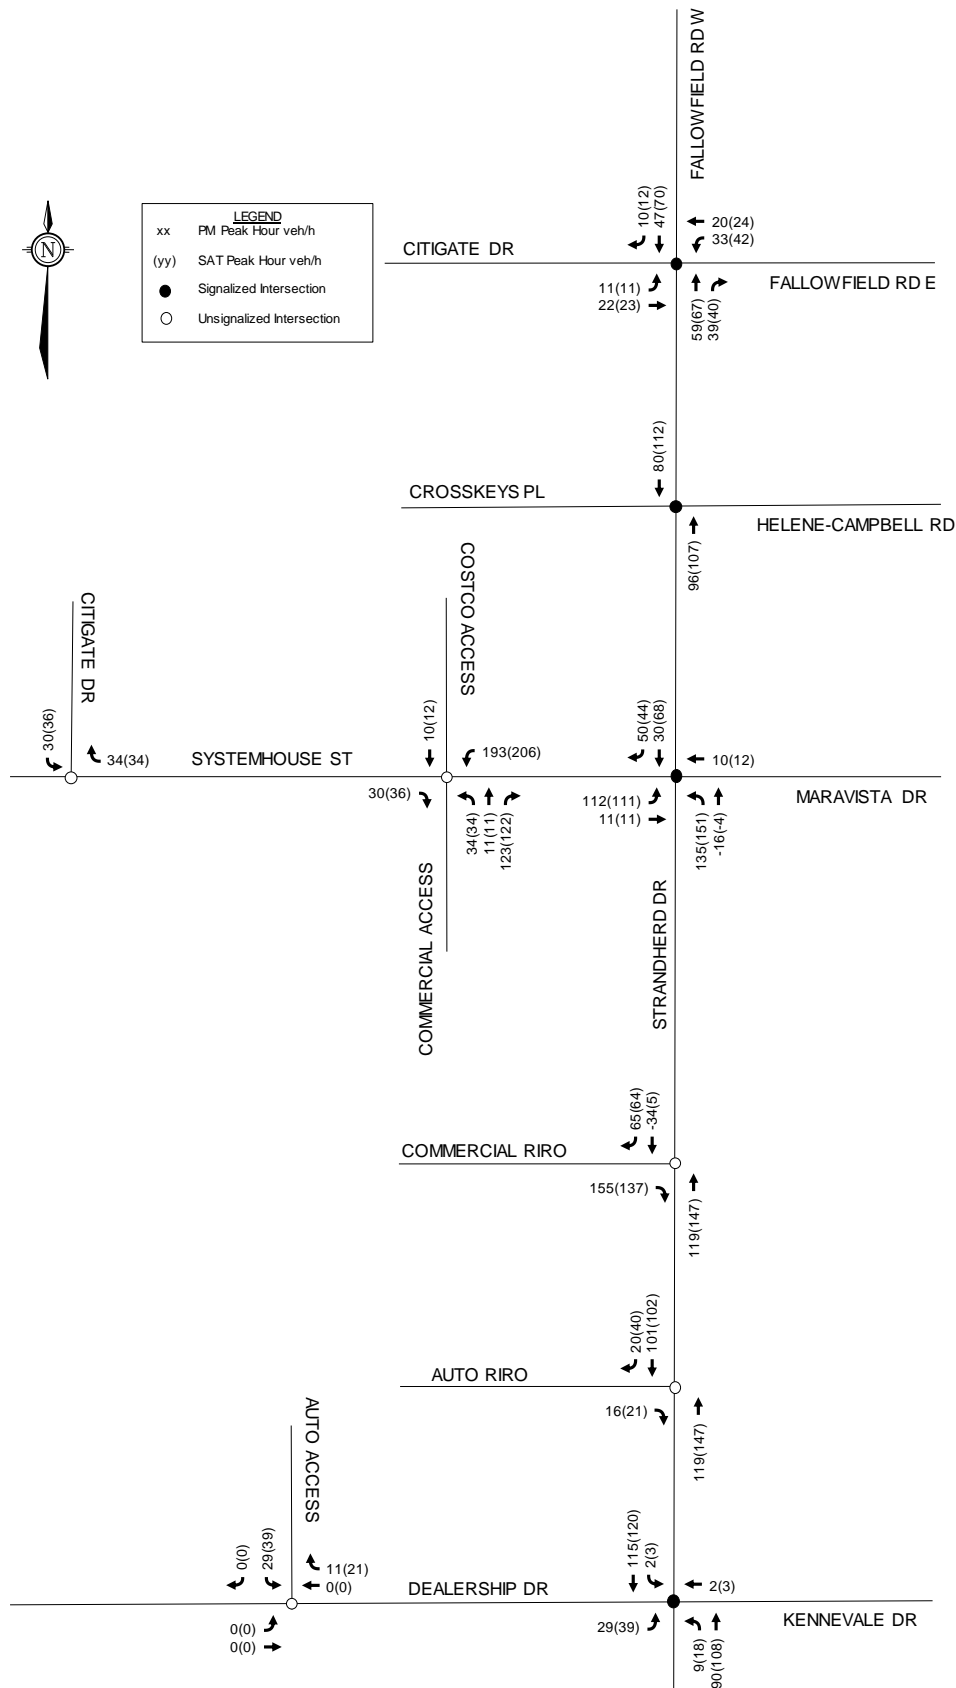 FALLOWFIELD RD W
10(12)
47(70)
20(24)
33(42)
CITIGATE DR
FALLOWFIELD RD E
11(11)
22(23)
59(67)
39(40)
N
LEGEND
xx PM Peak Hour veh/h
(yy) SAT Peak Hour veh/h
Signalized Intersection
Unsignalized Intersection
80(112)
CROSSKEYS PL
HELENE-CAMPBELL RD
96(107)
COSTCO ACCESS
CITIGATE DR
30(36)
34(34)
SYSTEMHOUSE ST
10(12)
193(206)
50(44)
30(68)
10(12)
MARAVISTA DR
30(36)
34(34)
11(11)
123(122)
112(111)
11(11)
135(151)
-16(-4)
COMMERCIAL ACCESS
STRANDHERD DR
65(64)
-34(5)
COMMERCIAL RIRO
155(137)
119(147)
20(40)
101(102)
AUTO RIRO
16(21)
119(147)
AUTO ACCESS
0(0)
29(39)
11(21)
0(0)
DEALERSHIP DR
115(120)
2(3)
2(3)
KENNEVALE DR
0(0)
0(0)
29(39)
9(18)
90(108)